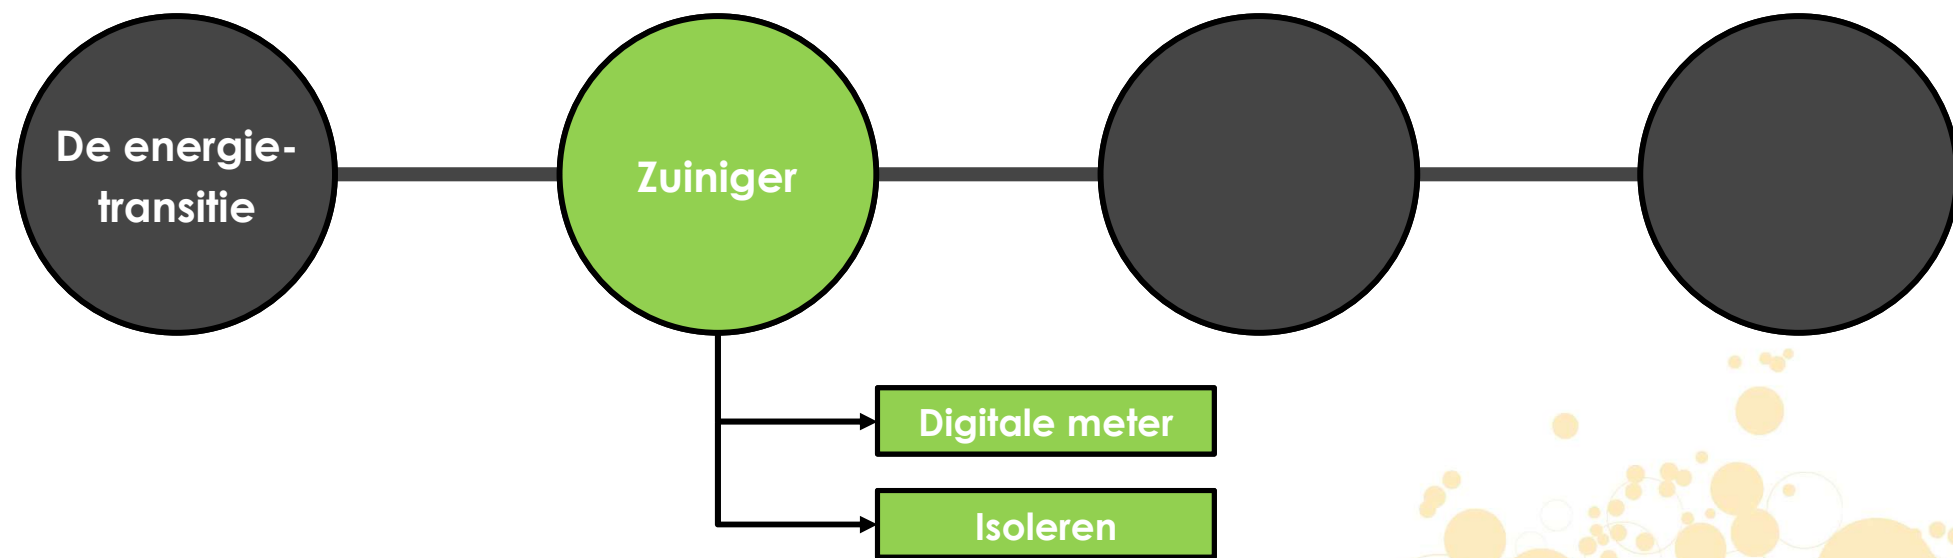 De energie-
transitie
Zuiniger
Digitale meter
Isoleren